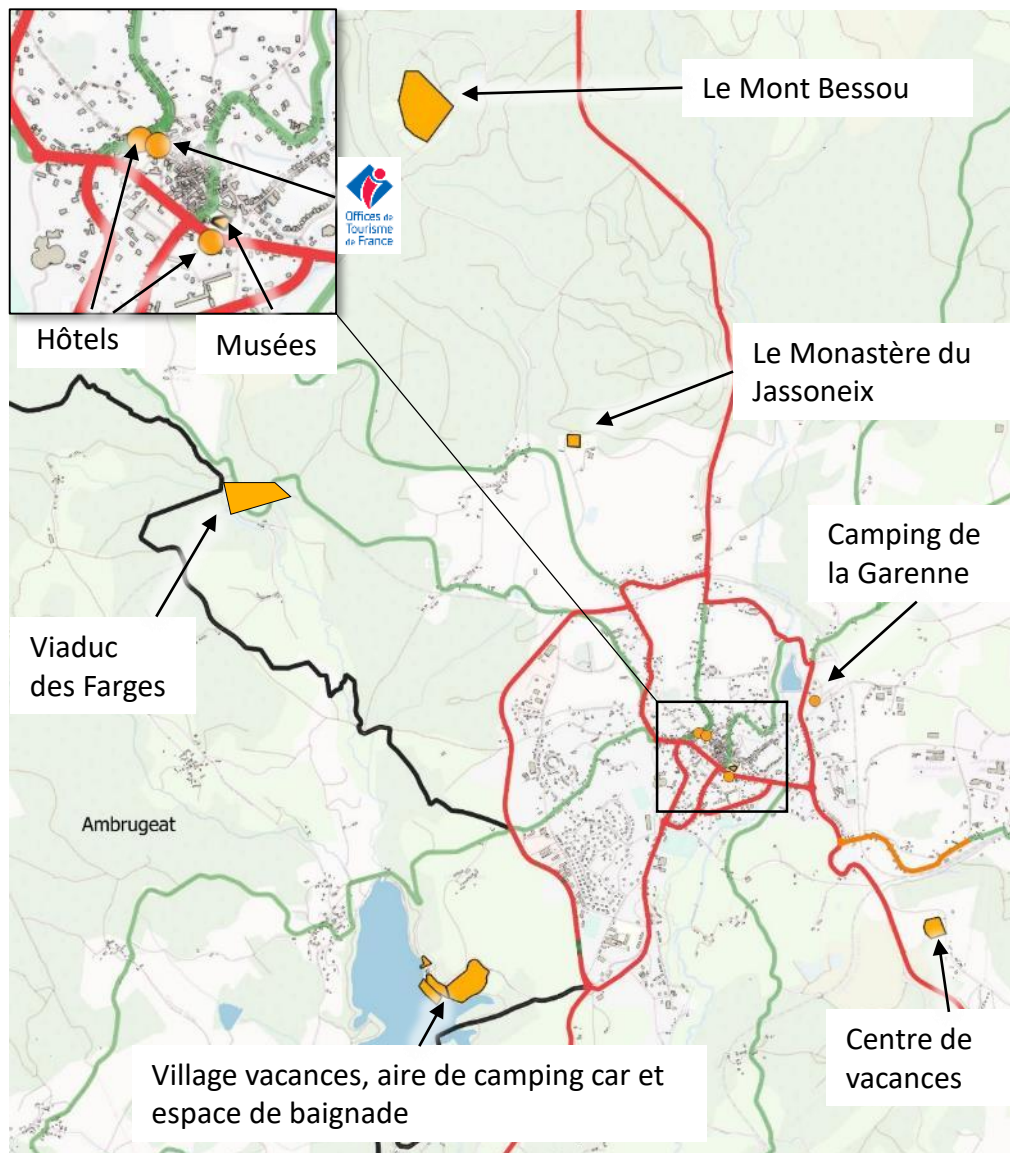 Le Mont Bessou
Offices de
Tourisme
de France
Hôtels
Musées
Le Monastère du
Jassoneix
Camping de
la Garenne
Viaduc
des Farges
Ambrugeat
Village vacances, aire de camping car et
espace de baignade
Centre de
vacances